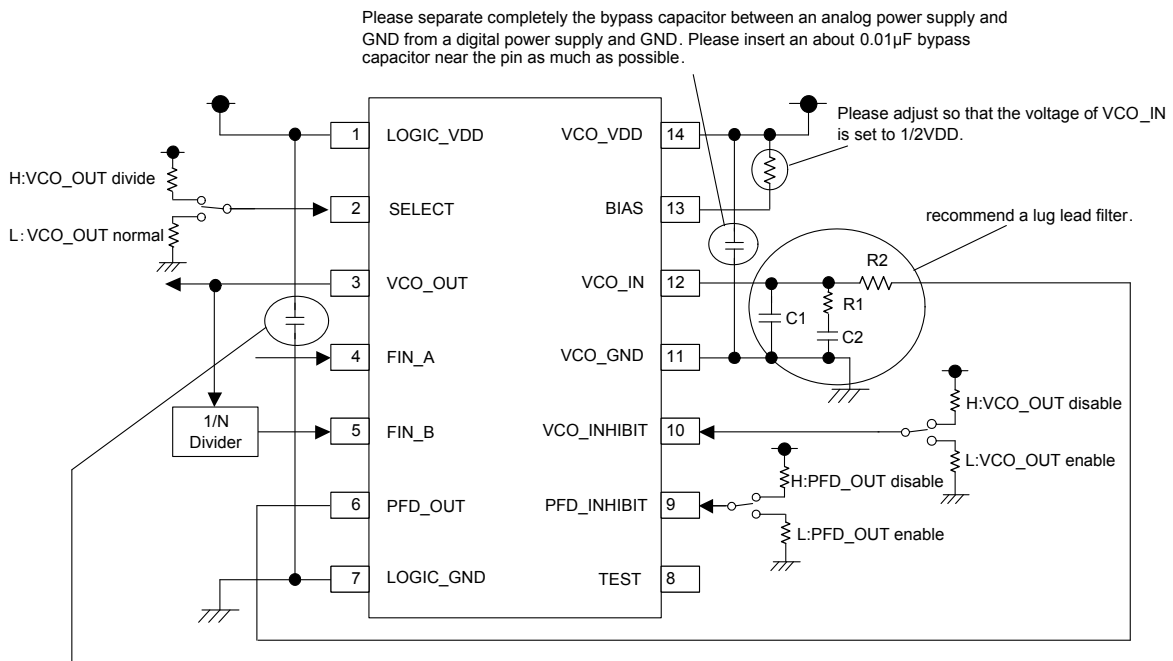 Please separate completely the bypass capacitor between an analog power supply and
GND from a digital power supply and GND. Please insert an about 0.01μF bypass
capacitor near the pin as much as possible.
Please adjust so that the voltage of VCO_IN
is set to 1/2VDD.
1 LOGIC_VDD VCO_VDD 14
H:VCO_OUT divide
2 SELECT BIAS 13
L:VCO_OUT normal
recommend a lug lead filter.
R2
3 VCO_OUT VCO_IN 12
R1
C1
C2
4 FIN_A VCO_GND 11
1/N
Divider
5 FIN_B VCO_INHIBIT 10
H:VCO_OUT disable
L:VCO_OUT enable
H:PFD_OUT disable
6 PFD_OUT PFD_INHIBIT 9
L:PFD_OUT enable
7 LOGIC_GND TEST 8